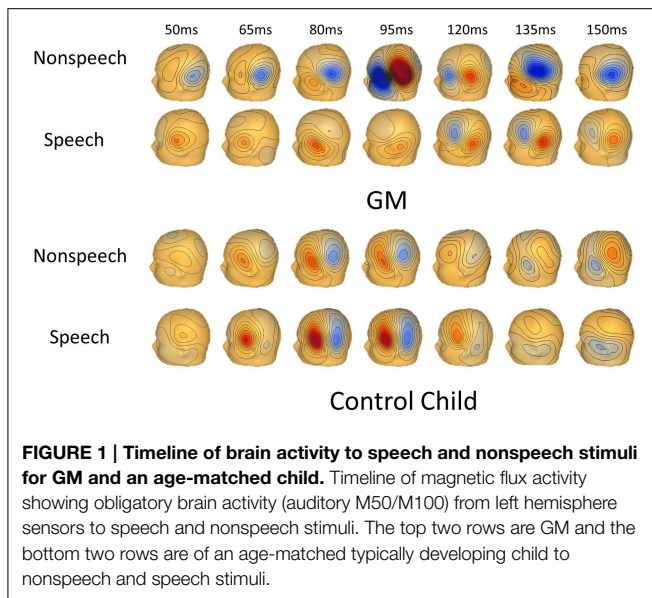 50ms 65ms 80ms 95ms 120ms 135ms 150ms
Nonspeech
Speech
GM
Nonspeech
Speech
Control Child
FIGURE 1 | Timeline of brain activity to speech and nonspeech stimuli
for GM and an age-matched child. Timeline of magnetic flux activity
showing obligatory brain activity (auditory M50/M100) from left hemisphere
sensors to speech and nonspeech stimuli. The top two rows are GM and the
bottom two rows are of an age-matched typically developing child to
nonspeech and speech stimuli.